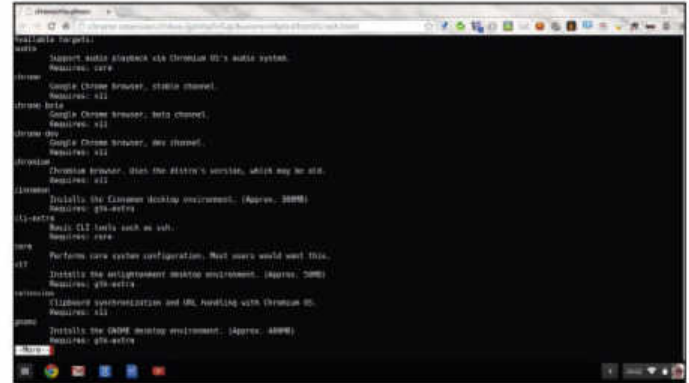 Available targets:
audio
Support audio playback via Chromium OS's audio system.
Requires: core
chrome
Google Chrome browser, stable channel.
Requires: x11
chrome-beta
Google Chrome browser, beta channel.
Requires: x11
chrome-dev
Google Chrome browser, dev channel.
Requires: x11
chromium
Chromium browser. Uses the distro's version, which may be old.
Requires: x11
cinnamon
Installs the Cinnamon desktop environment. (Approx. 300MB)
Requires: gtk-extra
cli-extra
Basic CLI tools such as ssh.
Requires: core
core
Performs core system configuration. Most users would want this.
e17
Installs the enlightenment desktop environment. (Approx. 50MB)
Requires: gtk-extra
extension
Clipboard synchronization and URL handling with Chromium OS.
Requires: x11
gnome
Installs the GNOME desktop environment. (Approx. 400MB)
Requires: gtk-extra
--More--